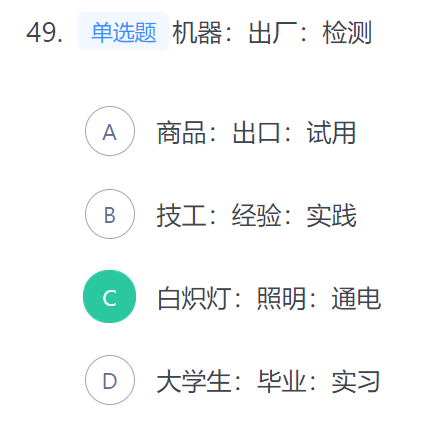 49. 单选题 机器：出厂：检测
A 商品：出口：试用
B 技工：经验：实践
C 白炽灯：照明：通电
D 大学生：毕业：实习